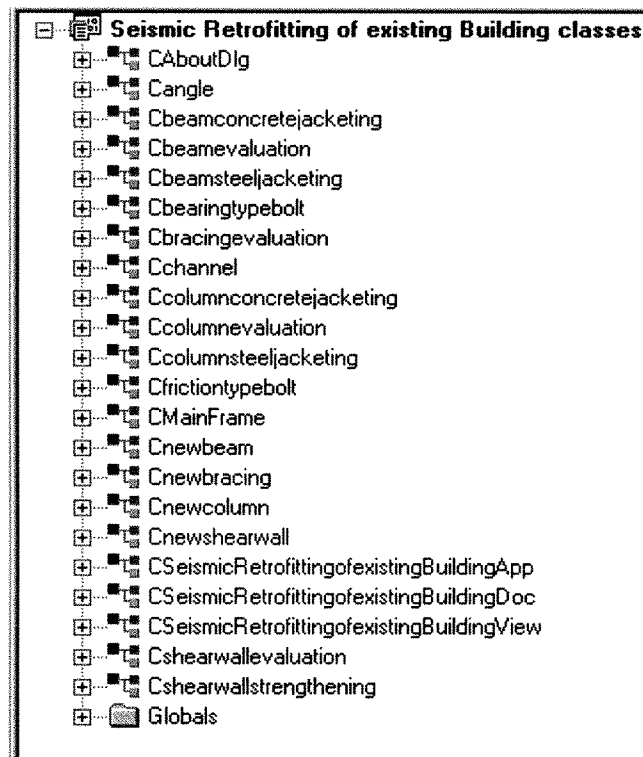 Seismic Retrofitting of existing Building classes
CAboutDlg
Cangle
Cbeamconcretejacketing
Cbeamevaluation
Cbeamsteeljacketing
Cbearingtypebolt
Cbracingevaluation
Cchannel
Ccolumnconcretejacketing
Ccolumnevaluation
Ccolumnsteeljacketing
Cfrictiontypebolt
CMainFrame
Cnewbeam
Cnewbracing
Cnewcolumn
Cnewshearwall
CSeismicRetrofittingofexistingBuildingApp
CSeismicRetrofittingofexistingBuildingDoc
CSeismicRetrofittingofexistingBuildingView
Cshearwallevaluation
Cshearwallstrengthening
Globals